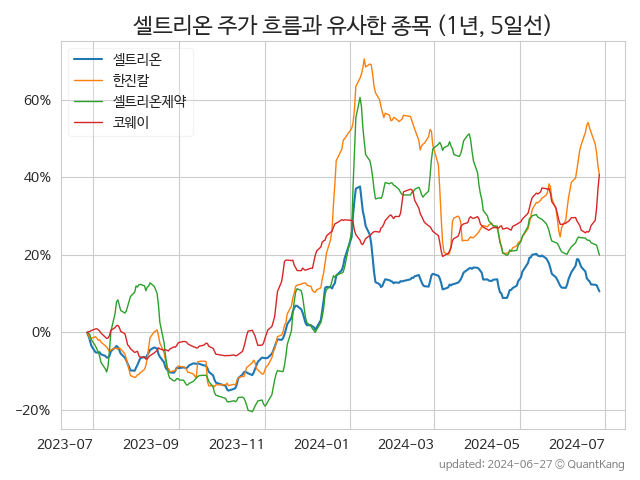 셀트리온 주가 흐름과 유사한 종목 (1년, 5일선)
셀트리온
한진칼
셀트리온제약
코웨이
60%
40%
20%
0%
−20%
2023-07 2023-09 2023-11 2024-01 2024-03 2024-05 2024-07
updated: 2024-06-27 © QuantKang